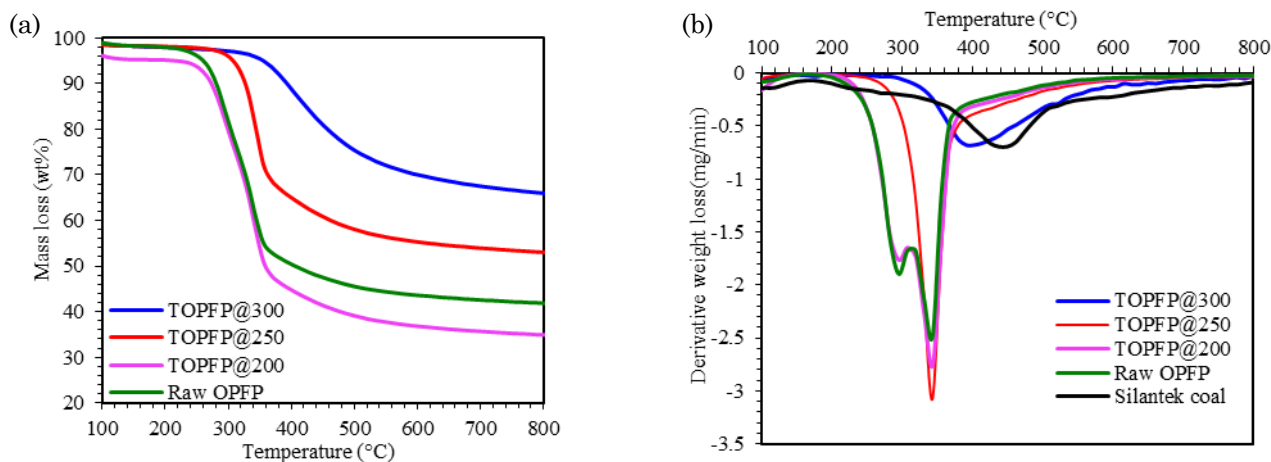 (a)
Mass loss (wt%)
100
90
80
70
60
50
40
30
20
TOPFP@300
TOPFP@250
TOPFP@200
Raw OPFP
100 200 300 400 500 600 700 800
Temperature (°C)
(b)
Temperature (°C)
100 200 300 400 500 600 700 800
Derivative weight loss(mg/min)
0
-0.5
-1
-1.5
-2
-2.5
-3
-3.5
TOPFP@300
TOPFP@250
TOPFP@200
Raw OPFP
Silantek coal